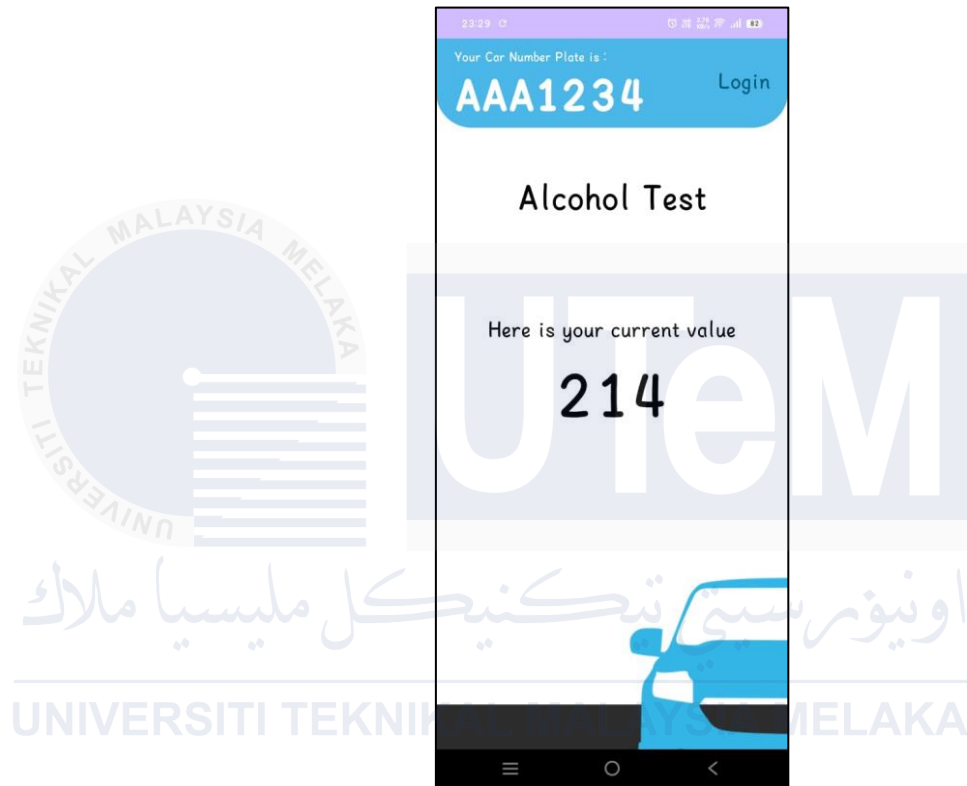 23:29
82
Your Car Number Plate is :
AAA1234
Login
Alcohol Test
Here is your current value
214
UNIVERSITI TEKNIKAL MALAYSIA MELAKA
UTeM
اونيۏرسيتي تيكنيكل مليسيا ملاك
UNIVERSITI TEKNIKAL MALAYSIA MELAKA